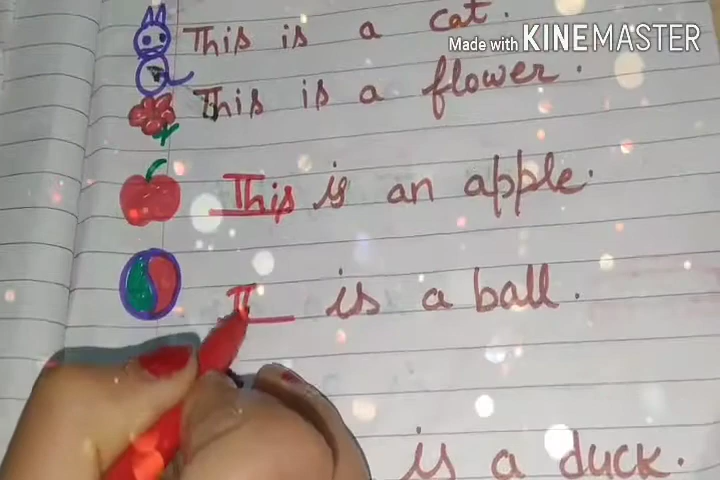 This is a cat.
Made with KINEMASTER
This is a flower.
This is an apple.
T is a ball.
is a duck.